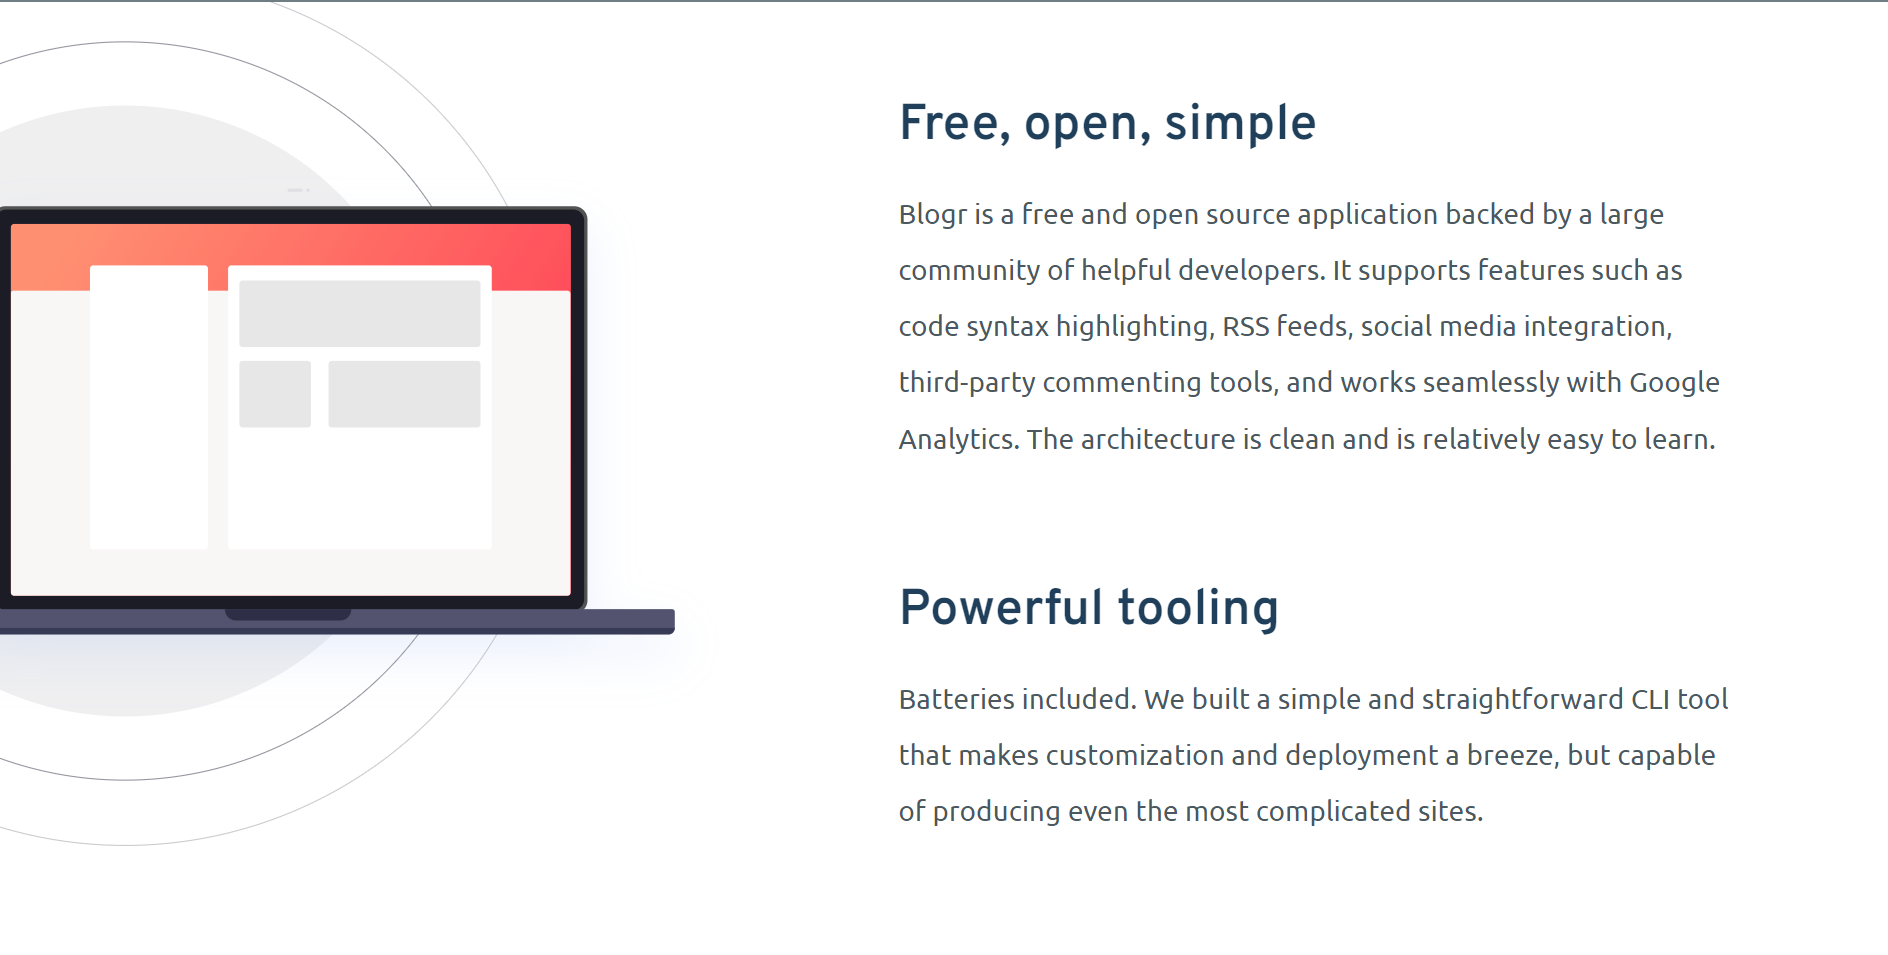 Free, open, simple
Blogr is a free and open source application backed by a large
community of helpful developers. It supports features such as
code syntax highlighting, RSS feeds, social media integration,
third-party commenting tools, and works seamlessly with Google
Analytics. The architecture is clean and is relatively easy to learn.
Powerful tooling
Batteries included. We built a simple and straightforward CLI tool
that makes customization and deployment a breeze, but capable
of producing even the most complicated sites.